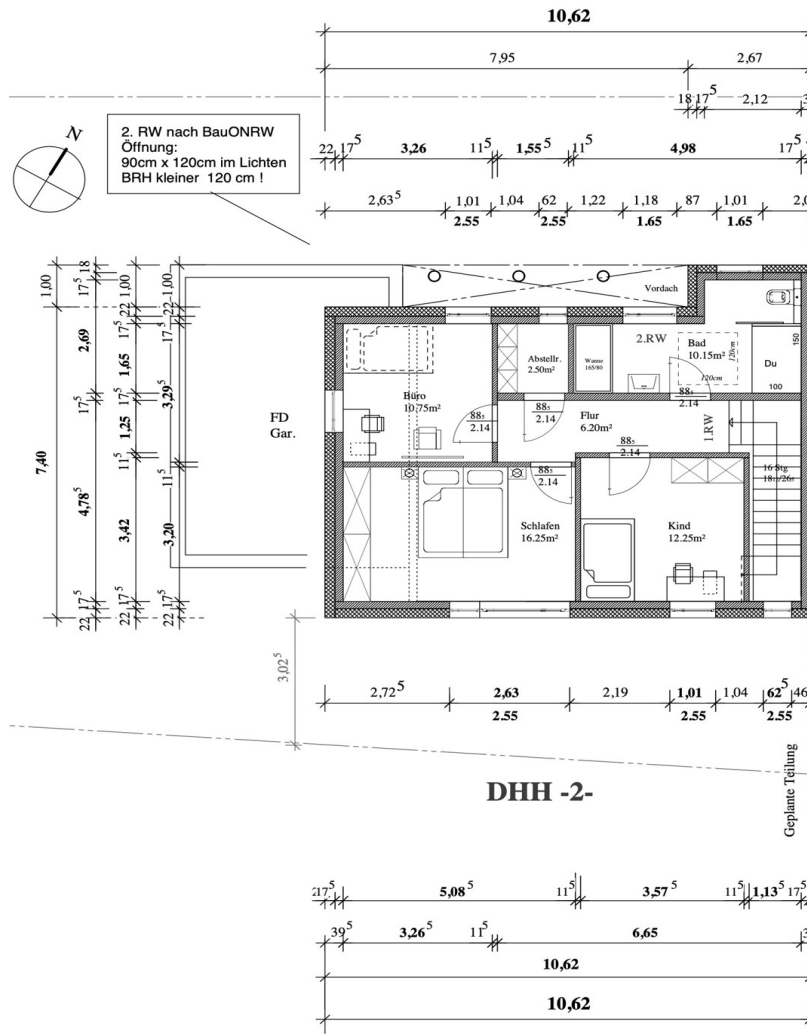 10,62
7,95 2,67
18 17⁵ 2,12 3
N
2. RW nach BauONRW
Öffnung:
90cm x 120cm im Lichten
BRH kleiner 120 cm !
22 17⁵ 3,26 11⁵ 1,55⁵ 11⁵ 4,98 17⁵
2,63⁵ 1,01 1,04 62 1,22 1,18 87 1,01 2,0
2.55 2.55 1.65 1.65
1,00 17⁵ 18 1,00 22 17⁵ 1,00 22 17⁵
Vordach
2,69 1,65 3,29⁵
2.RW
Bad
10.15m²
120cm
120cm
150
Abstellr.
2.50m²
Wanne
165/80
Du
100
Büro
10.75m²
88⁵
2.14
88⁵
2.14
88⁵
2.14
Flur
6.20m²
1.RW
FD
Gar.
17⁵ 17⁵
1,25
11⁵ 11⁵
7,40
88⁵
2.14
88⁵
2.14
16 Stg
4,78⁵ 3,42 3,20
Schlafen
16.25m²
Kind
12.25m²
22 17⁵ 22 17⁵ 22 17⁵
3,02⁵
2,72⁵ 2,63 2,19 1,01 1,04 62⁵ 46
2.55 2.55 2.55
DHH -2-
Geplante Teilung
17⁵ 5,08⁵ 11⁵ 3,57⁵ 11⁵ 1,13⁵ 17⁵
39⁵ 3,26⁵ 11⁵ 6,65 3
10,62
10,62